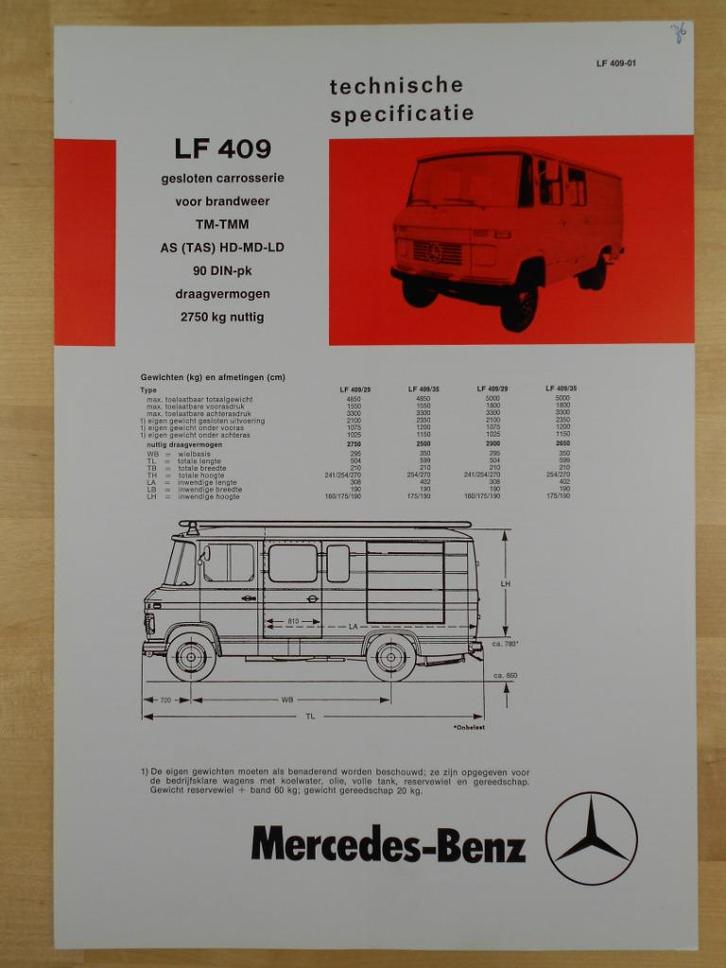 36
LF 409-01
technische
specificatie
LF 409
gesloten carrosserie
voor brandweer
TM-TMM
AS (TAS) HD-MD-LD
90 DIN-pk
draagvermogen
2750 kg nuttig
Gewichten (kg) en afmetingen (cm)
Type LF 409/29 LF 409/35 LF 409/29 LF 409/35
max. toelaatbaar totaalgewicht 4850 4850 5000 5000
max. toelaatbare voorasdruk 1550 1550 1800 1800
max. toelaatbare achterasdruk 3300 3300 3300 3300
1) eigen gewicht gesloten uitvoering 2100 2350 2100 2350
1) eigen gewicht onder vooras 1075 1200 1075 1200
1) eigen gewicht onder achteras 1025 1150 1025 1150
nuttig draagvermogen 2750 2500 2900 2650
WB = wielbasis 295 350 295 350
TL = totale lengte 504 599 504 599
TB = totale breedte 210 210 210 210
TH = totale hoogte 241/254/270 254/270 241/254/270 254/270
LA = inwendige lengte 308 402 308 402
LB = inwendige breedte 190 190 190 190
LH = inwendige hoogte 160/175/190 175/190 160/175/190 175/190
LH
810
LA
ca. 780*
ca. 660
720
WB
TL
*Onbelast
1) De eigen gewichten moeten als benaderend worden beschouwd; ze zijn opgegeven voor
de bedrijfsklare wagens met koelwater, olie, volle tank, reservewiel en gereedschap.
Gewicht reservewiel + band 60 kg; gewicht gereedschap 20 kg.
Mercedes-Benz